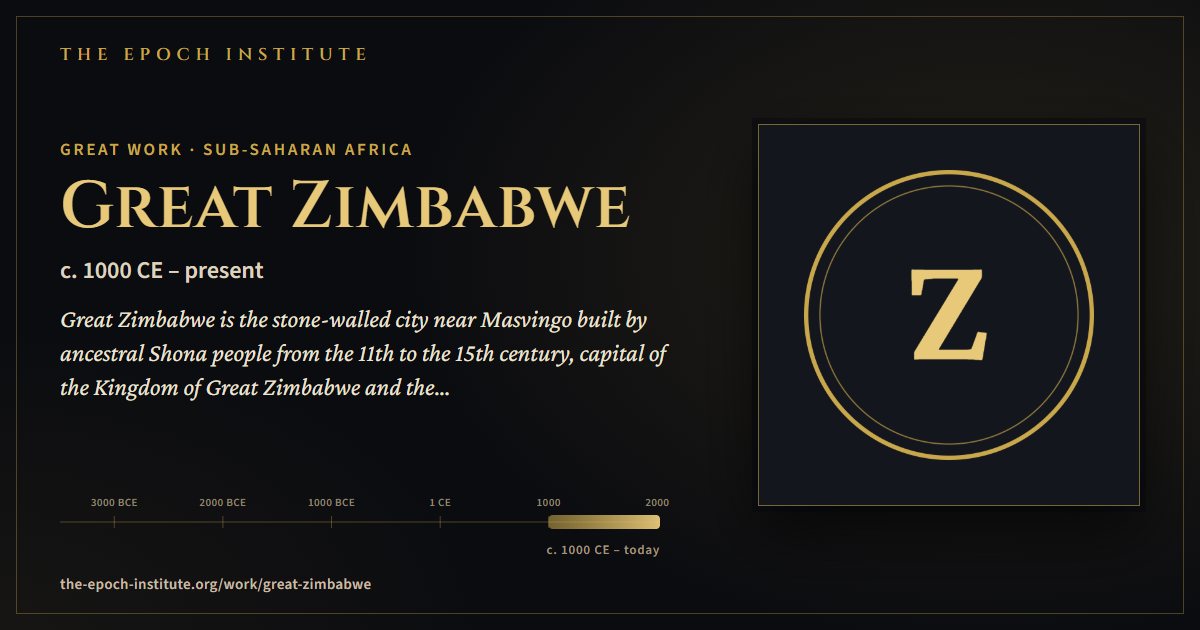 THE EPOCH INSTITUTE
GREAT WORK · SUB-SAHARAN AFRICA
GREAT ZIMBABWE
c. 1000 CE – present
Great Zimbabwe is the stone-walled city near Masvingo built by
ancestral Shona people from the 11th to the 15th century, capital of
the Kingdom of Great Zimbabwe and the...
Z
3000 BCE 2000 BCE 1000 BCE 1 CE 1000 2000
c. 1000 CE – today
the-epoch-institute.org/work/great-zimbabwe